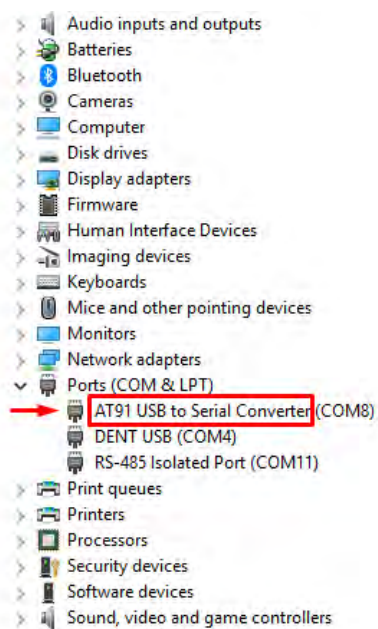 Audio inputs and outputs
Batteries
Bluetooth
Cameras
Computer
Disk drives
Display adapters
Firmware
Human Interface Devices
Imaging devices
Keyboards
Mice and other pointing devices
Monitors
Network adapters
Ports (COM & LPT)
AT91 USB to Serial Converter (COM8)
DENT USB (COM4)
RS-485 Isolated Port (COM11)
Print queues
Printers
Processors
Security devices
Software devices
Sound, video and game controllers